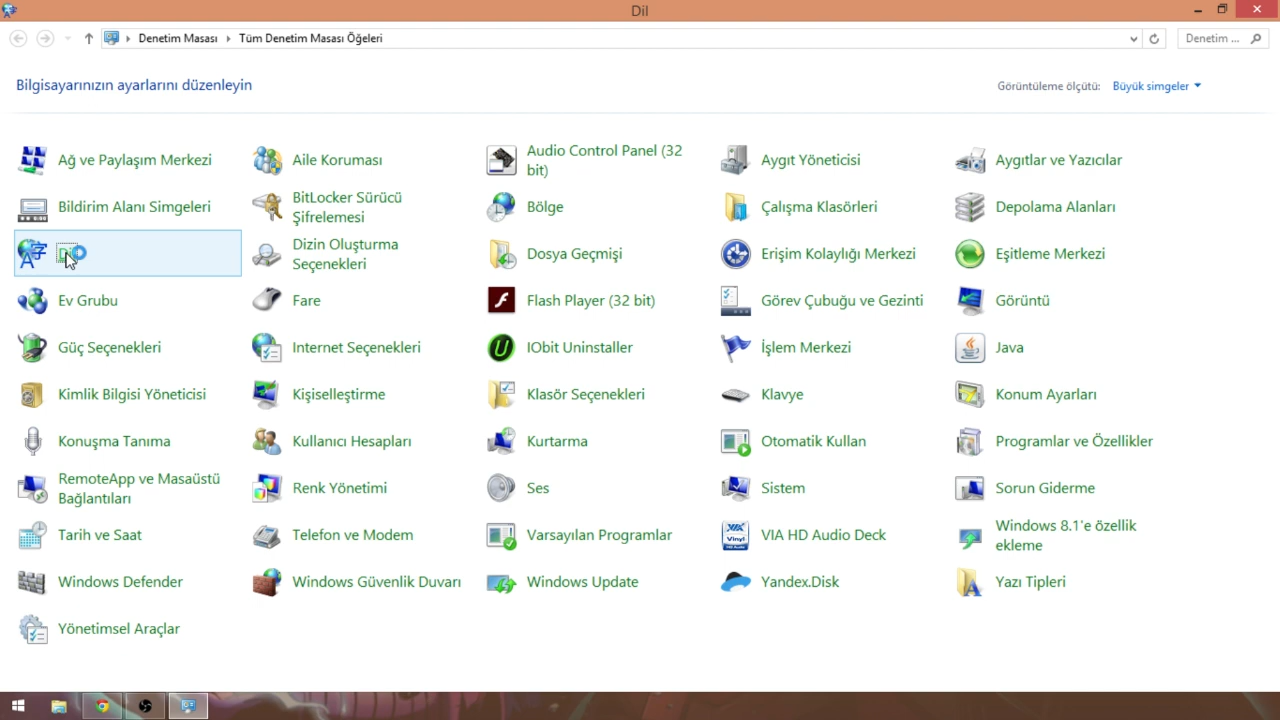 Dil
Denetim Masası
Tüm Denetim Masası Öğeleri
Denetim ...
Bilgisayarınızın ayarlarını düzenleyin
Görüntüleme ölçütü:
Büyük simgeler
Ağ ve Paylaşım Merkezi
Aile Koruması
Audio Control Panel (32
bit)
Aygıt Yöneticisi
Aygıtlar ve Yazıcılar
Bildirim Alanı Simgeleri
BitLocker Sürücü
Şifrelemesi
Bölge
Çalışma Klasörleri
Depolama Alanları
Dizin Oluşturma
Seçenekleri
Dosya Geçmişi
Erişim Kolaylığı Merkezi
Eşitleme Merkezi
Ev Grubu
Fare
Flash Player (32 bit)
Görev Çubuğu ve Gezinti
Görüntü
Güç Seçenekleri
Internet Seçenekleri
IObit Uninstaller
İşlem Merkezi
Java
Kimlik Bilgisi Yöneticisi
Kişiselleştirme
Klasör Seçenekleri
Klavye
Konum Ayarları
Konuşma Tanıma
Kullanıcı Hesapları
Kurtarma
Otomatik Kullan
Programlar ve Özellikler
RemoteApp ve Masaüstü
Bağlantıları
Renk Yönetimi
Ses
Sistem
Sorun Giderme
Tarih ve Saat
Telefon ve Modem
Varsayılan Programlar
VIA HD Audio Deck
Windows 8.1'e özellik
ekleme
Windows Defender
Windows Güvenlik Duvarı
Windows Update
Yandex.Disk
Yazı Tipleri
Yönetimsel Araçlar